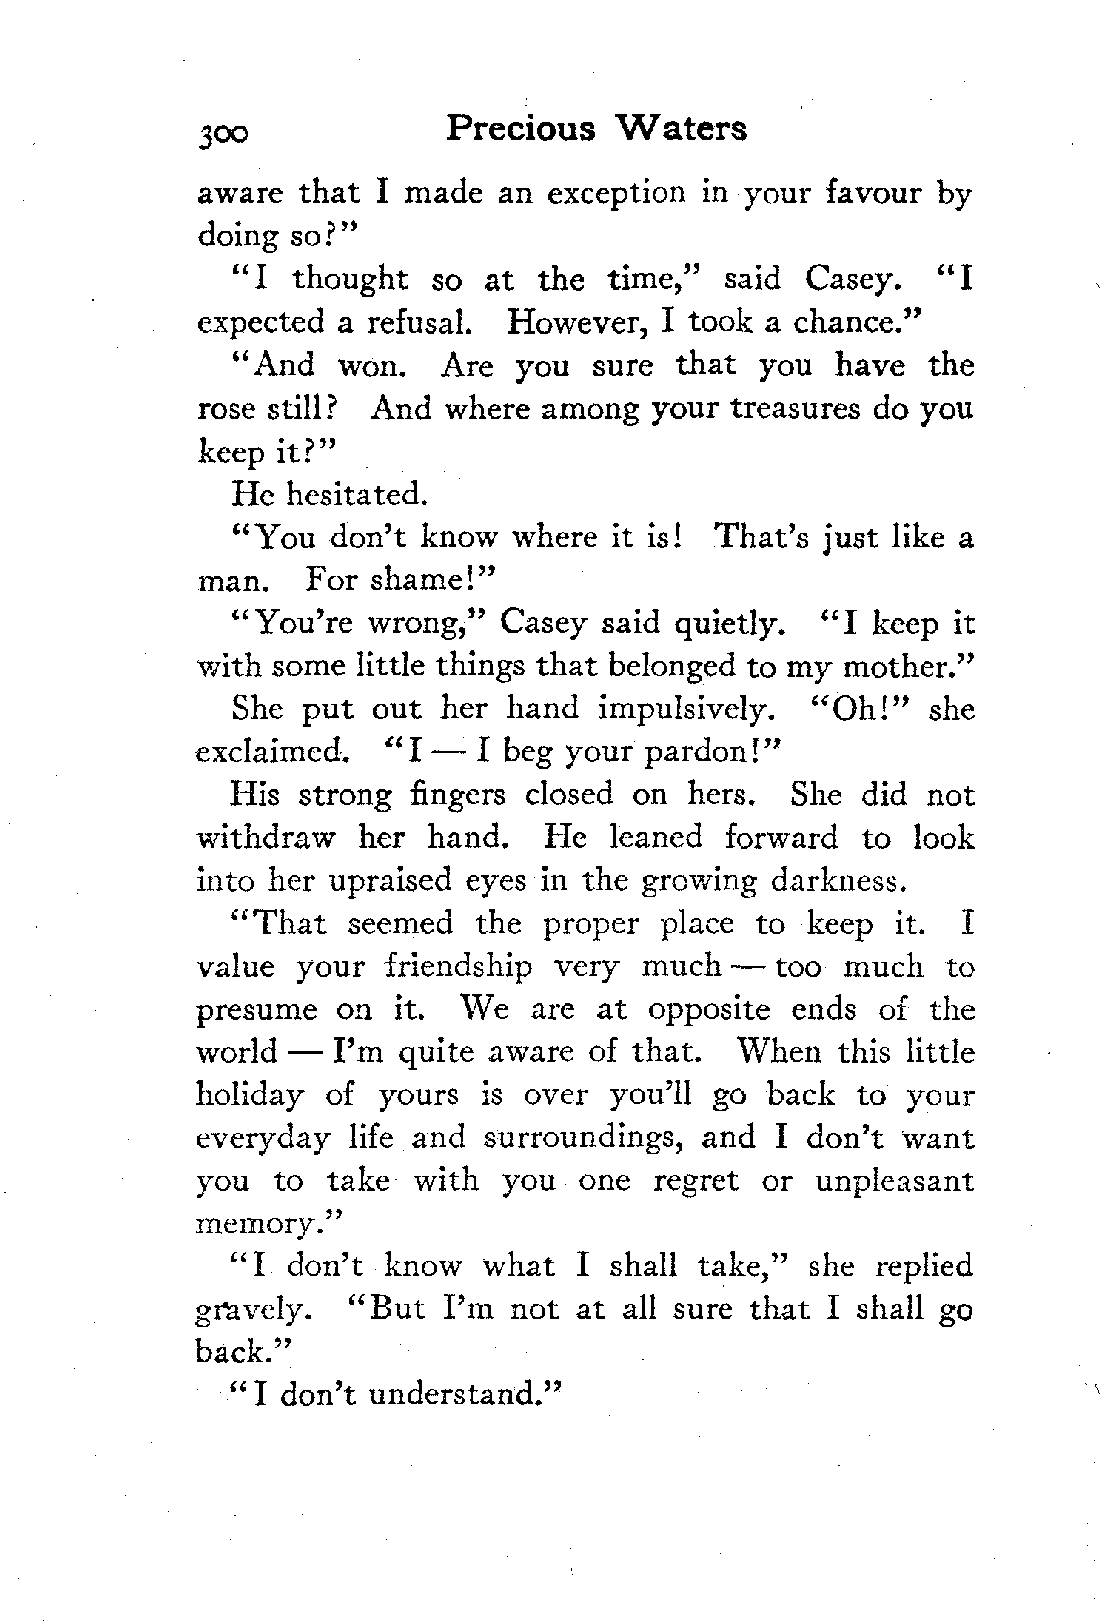 300 Precious Waters
aware that I made an exception in your favour by
doing so?"
"I thought so at the time," said Casey. "I
expected a refusal. However, I took a chance."
"And won. Are you sure that you have the
rose still? And where among your treasures do you
keep it?"
He hesitated.
"You don't know where it is! That's just like a
man. For shame!"
"You're wrong," Casey said quietly. "I keep it
with some little things that belonged to my mother."
She put out her hand impulsively. "Oh!" she
exclaimed. "I — I beg your pardon!"
His strong fingers closed on hers. She did not
withdraw her hand. He leaned forward to look
into her upraised eyes in the growing darkness.
"That seemed the proper place to keep it. I
value your friendship very much — too much to
presume on it. We are at opposite ends of the
world — I'm quite aware of that. When this little
holiday of yours is over you'll go back to your
everyday life and surroundings, and I don't want
you to take with you one regret or unpleasant
memory."
"I don't know what I shall take," she replied
gravely. "But I'm not at all sure that I shall go
back."
"I don't understand."